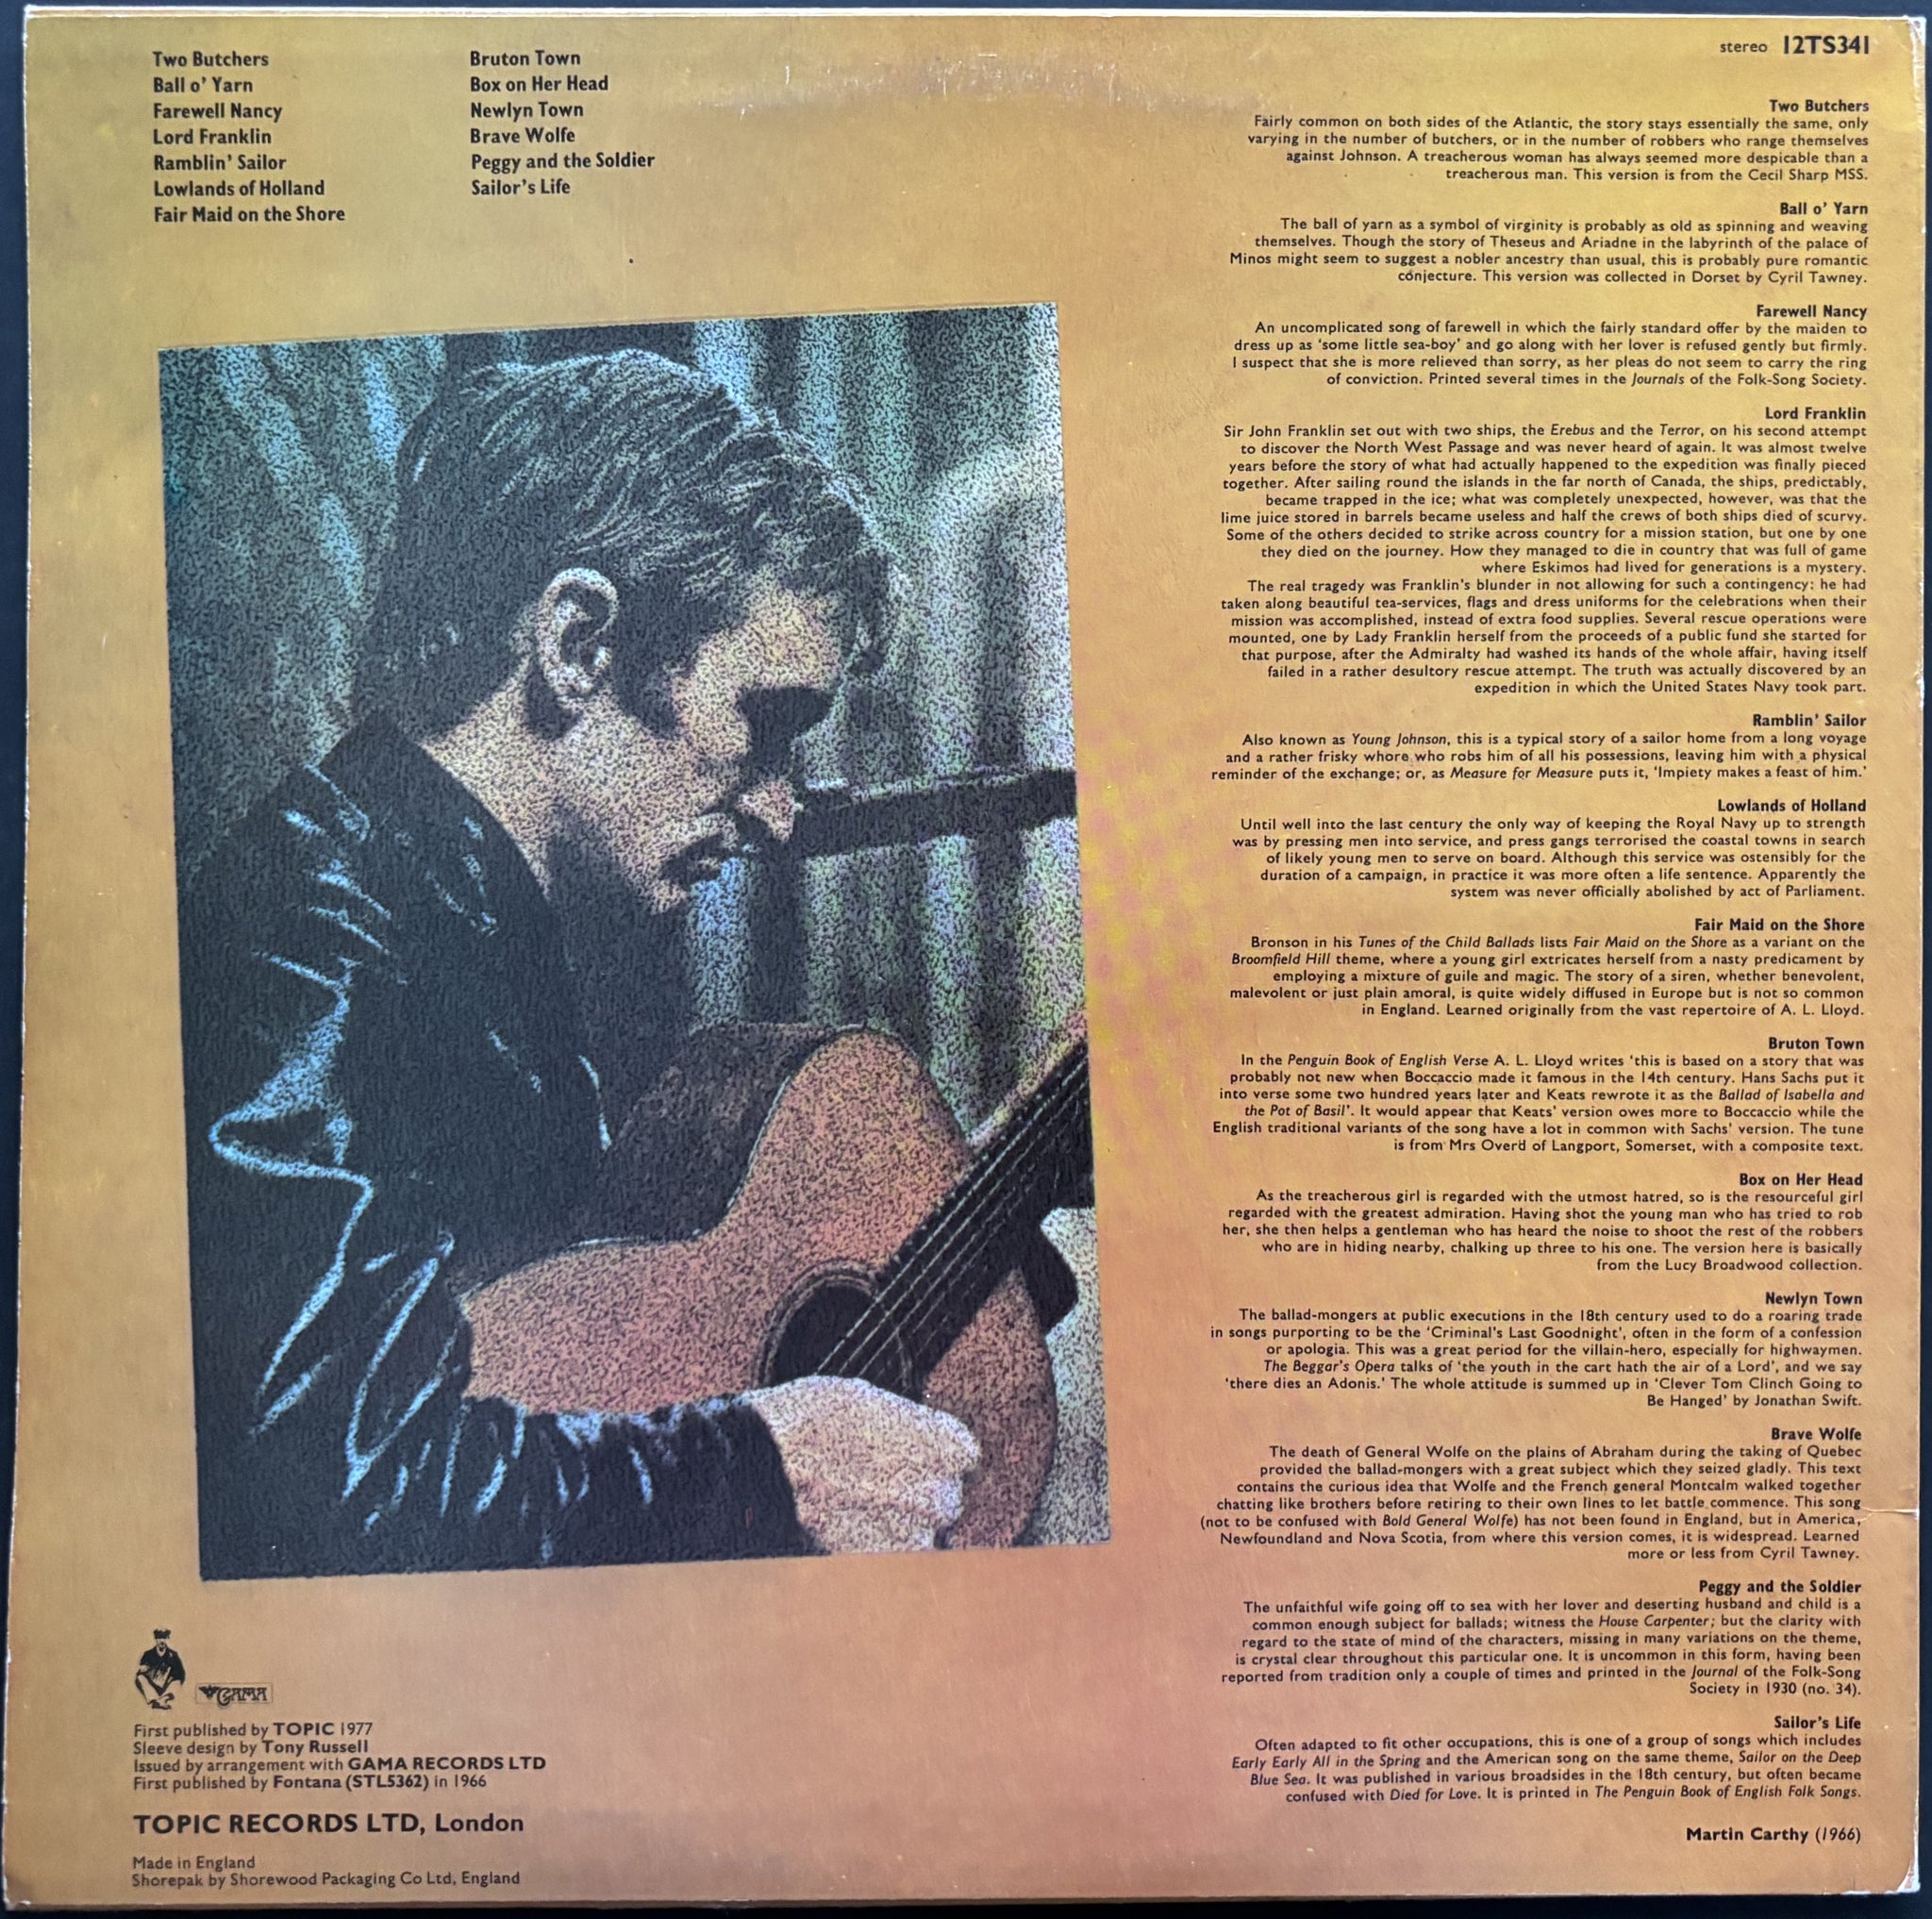 Two Butchers
Ball o' Yarn
Farewell Nancy
Lord Franklin
Ramblin' Sailor
Lowlands of Holland
Fair Maid on the Shore
Bruton Town
Box on Her Head
Newlyn Town
Brave Wolfe
Peggy and the Soldier
Sailor's Life
stereo 12TS341
Two Butchers
Fairly common on both sides of the Atlantic, the story stays essentially the same, only
varying in the number of butchers, or in the number of robbers who range themselves
against Johnson. A treacherous woman has always seemed more despicable than a
treacherous man. This version is from the Cecil Sharp MSS.
Ball o' Yarn
The ball of yarn as a symbol of virginity is probably as old as spinning and weaving
themselves. Though the story of Theseus and Ariadne in the labyrinth of the palace of
Minos might seem to suggest a nobler ancestry than usual, this is probably pure romantic
conjecture. This version was collected in Dorset by Cyril Tawney.
Farewell Nancy
An uncomplicated song of farewell in which the fairly standard offer by the maiden to
dress up as 'some little sea-boy' and go along with her lover is refused gently but firmly.
I suspect that she is more relieved than sorry, as her pleas do not seem to carry the ring
of conviction. Printed several times in the Journals of the Folk-Song Society.
Lord Franklin
Sir John Franklin set out with two ships, the Erebus and the Terror, on his second attempt
to discover the North West Passage and was never heard of again. It was almost twelve
years before the story of what had actually happened to the expedition was finally pieced
together. After sailing round the islands in the far north of Canada, the ships, predictably,
became trapped in the ice; what was completely unexpected, however, was that the
lime juice stored in barrels became useless and half the crews of both ships died of scurvy.
Some of the others decided to strike across country for a mission station, but one by one
they died on the journey. How they managed to die in country that was full of game
where Eskimos had lived for generations is a mystery.
The real tragedy was Franklin's blunder in not allowing for such a contingency: he had
taken along beautiful tea-services, flags and dress uniforms for the celebrations when their
mission was accomplished, instead of extra food supplies. Several rescue operations were
mounted, one by Lady Franklin herself from the proceeds of a public fund she started for
that purpose, after the Admiralty had washed its hands of the whole affair, having itself
failed in a rather desultory rescue attempt. The truth was actually discovered by an
expedition in which the United States Navy took part.
Ramblin' Sailor
Also known as Young Johnson, this is a typical story of a sailor home from a long voyage
and a rather frisky whore who robs him of all his possessions, leaving him with a physical
reminder of the exchange; or, as Measure for Measure puts it, 'Impiety makes a feast of him.'
Lowlands of Holland
Until well into the last century the only way of keeping the Royal Navy up to strength
was by pressing men into service, and press gangs terrorised the coastal towns in search
of likely young men to serve on board. Although this service was ostensibly for the
duration of a campaign, in practice it was more often a life sentence. Apparently the
system was never officially abolished by act of Parliament.
Fair Maid on the Shore
Bronson in his Tunes of the Child Ballads lists Fair Maid on the Shore as a variant on the
Broomfield Hill theme, where a young girl extricates herself from a nasty predicament by
employing a mixture of guile and magic. The story of a siren, whether benevolent,
malevolent or just plain amoral, is quite widely diffused in Europe but is not so common
in England. Learned originally from the vast repertoire of A. L. Lloyd.
Bruton Town
In the Penguin Book of English Verse A. L. Lloyd writes 'this is based on a story that was
probably not new when Boccaccio made it famous in the 14th century. Hans Sachs put it
into verse some two hundred years later and Keats rewrote it as the Ballad of Isabella and
the Pot of Basil'. It would appear that Keats' version owes more to Boccaccio while the
English traditional variants of the song have a lot in common with Sachs' version. The tune
is from Mrs Overd of Langport, Somerset, with a composite text.
Box on Her Head
As the treacherous girl is regarded with the utmost hatred, so is the resourceful girl
regarded with the greatest admiration. Having shot the young man who has tried to rob
her, she then helps a gentleman who has heard the noise to shoot the rest of the robbers
who are in hiding nearby, chalking up three to his one. The version here is basically
from the Lucy Broadwood collection.
Newlyn Town
The ballad-mongers at public executions in the 18th century used to do a roaring trade
in songs purporting to be the 'Criminal's Last Goodnight', often in the form of a confession
or apologia. This was a great period for the villain-hero, especially for highwaymen.
The Beggar's Opera talks of 'the youth in the cart hath the air of a Lord', and we say
'there dies an Adonis.' The whole attitude is summed up in 'Clever Tom Clinch Going to
Be Hanged' by Jonathan Swift.
Brave Wolfe
The death of General Wolfe on the plains of Abraham during the taking of Quebec
provided the ballad-mongers with a great subject which they seized gladly. This text
contains the curious idea that Wolfe and the French general Montcalm walked together
chatting like brothers before retiring to their own lines to let battle commence. This song
(not to be confused with Bold General Wolfe) has not been found in England, but in America,
Newfoundland and Nova Scotia, from where this version comes, it is widespread. Learned
more or less from Cyril Tawney.
Peggy and the Soldier
The unfaithful wife going off to sea with her lover and deserting husband and child is a
common enough subject for ballads; witness the House Carpenter; but the clarity with
regard to the state of mind of the characters, missing in many variations on the theme,
is crystal clear throughout this particular one. It is uncommon in this form, having been
reported from tradition only a couple of times and printed in the Journal of the Folk-Song
Society in 1930 (no. 34).
Sailor's Life
Often adapted to fit other occupations, this is one of a group of songs which includes
Early Early All in the Spring and the American song on the same theme, Sailor on the Deep
Blue Sea. It was published in various broadsides in the 18th century, but often became
confused with Died for Love. It is printed in The Penguin Book of English Folk Songs.
Martin Carthy (1966)
GAMA
First published by TOPIC 1977
Sleeve design by Tony Russell
Issued by arrangement with GAMA RECORDS LTD
First published by Fontana (STL5362) in 1966
TOPIC RECORDS LTD, London
Made in England
Shorepak by Shorewood Packaging Co Ltd, England